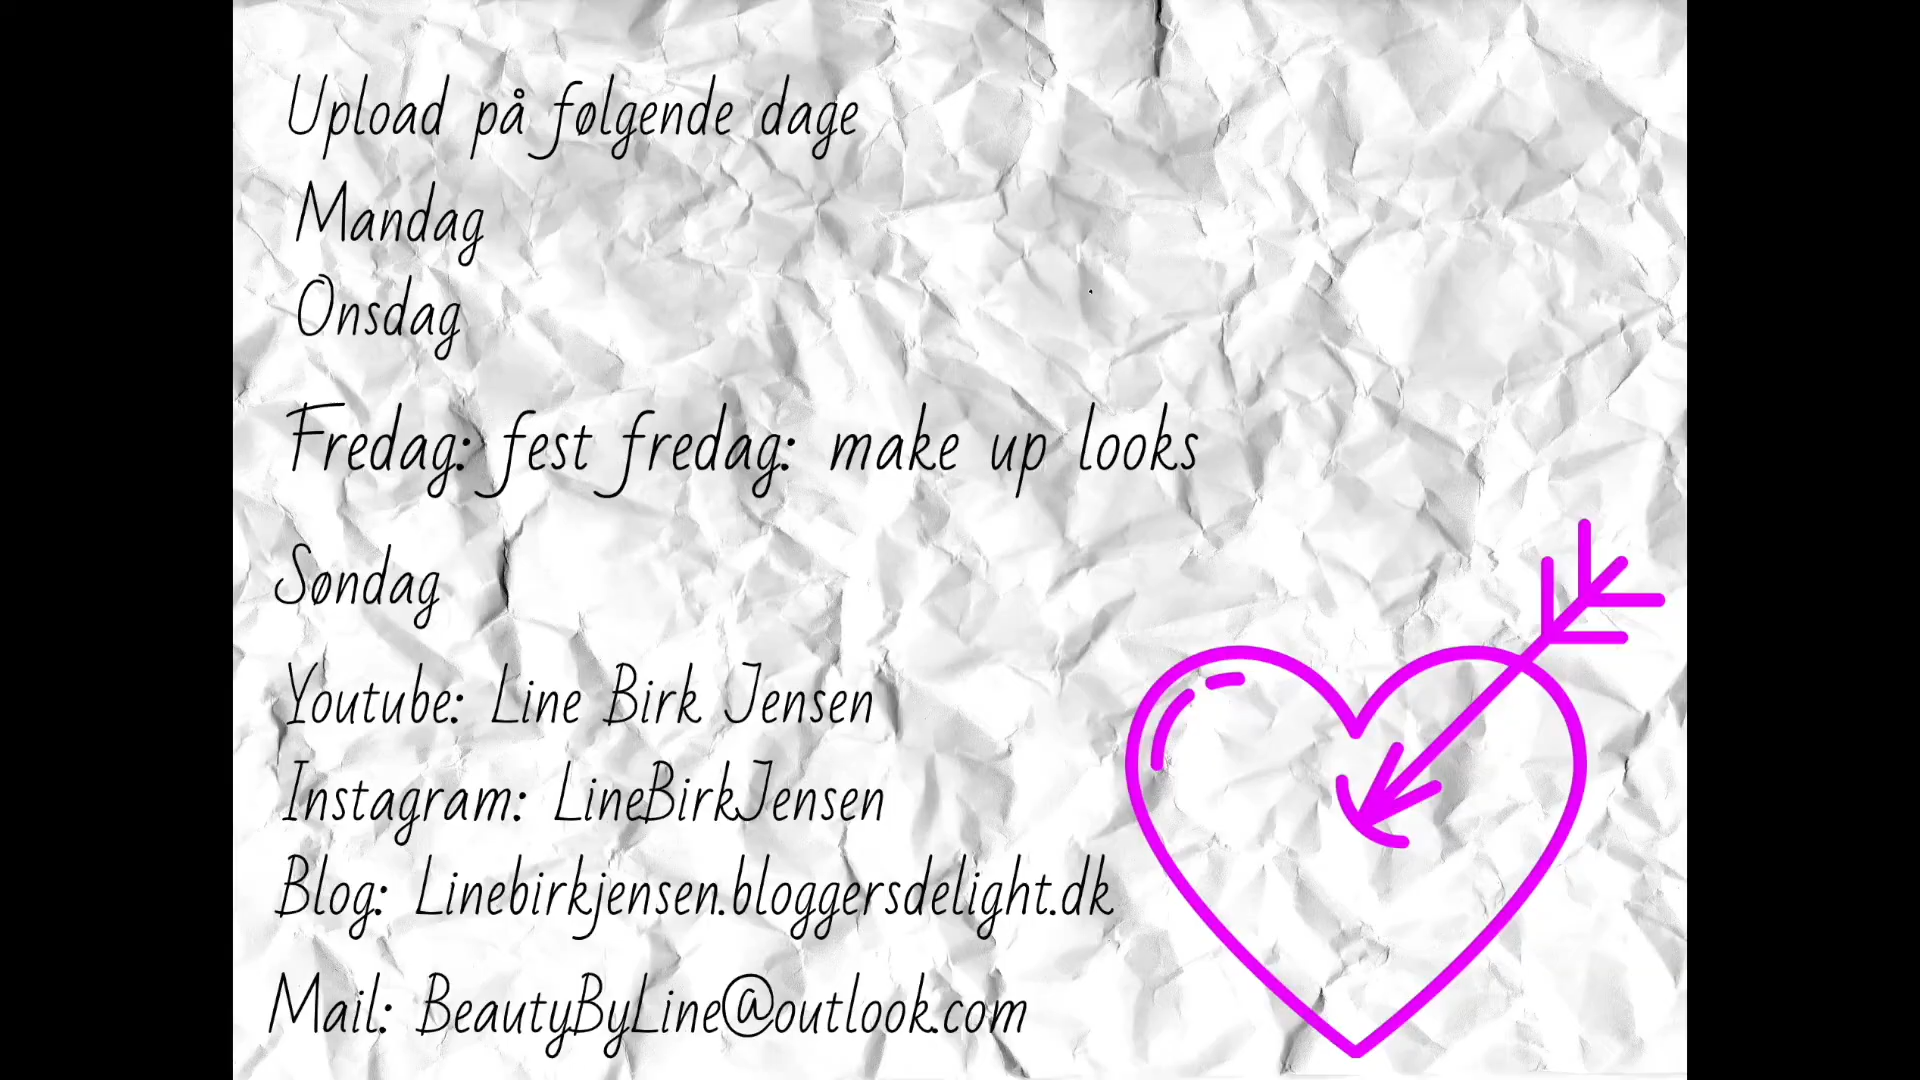 Upload på følgende dage
Mandag
Onsdag
Fredag: fest fredag: make up looks
Søndag
Youtube: Line Birk Jensen
Instagram: LineBirkJensen
Blog: Linebirkjensen.bloggersdelight.dk
Mail: BeautyByLine@outlook.com